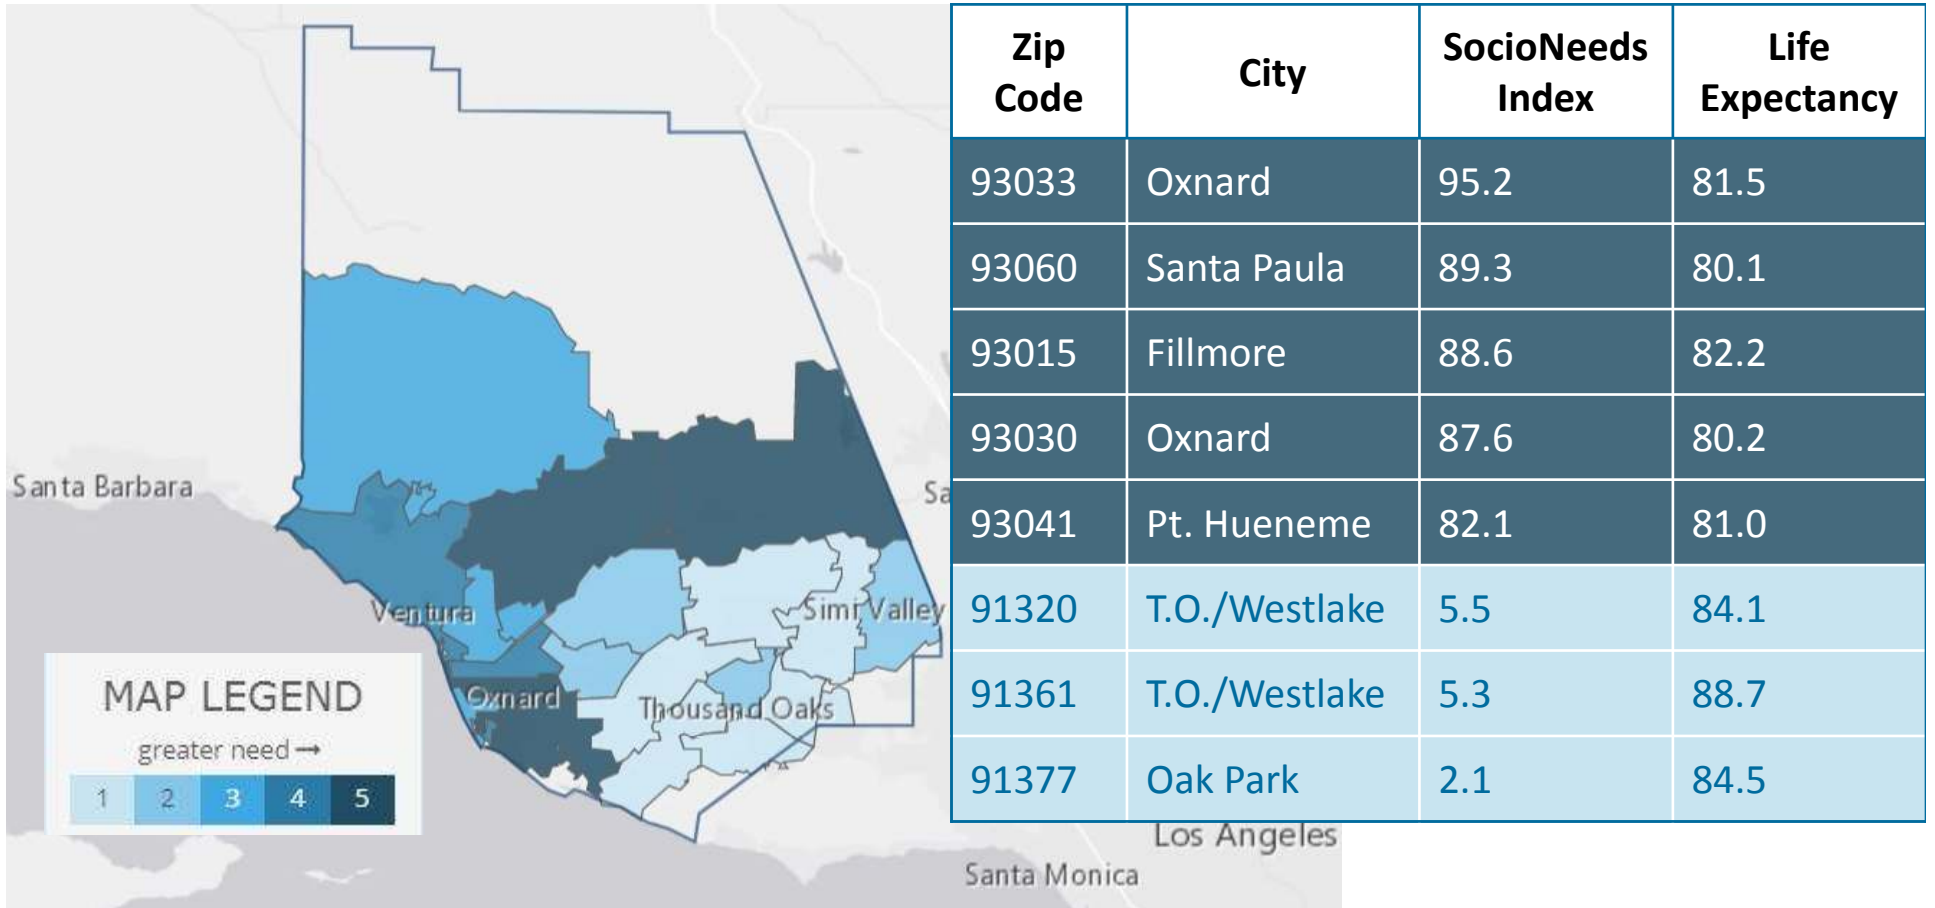 Santa Barbara
Sa
Ventura
Simi Valley
Oxnard
Thousand Oaks
Los Angeles
Santa Monica
MAP LEGEND
greater need →
1 2 3 4 5
Zip Code City SocioNeeds Index Life Expectancy
93033 Oxnard 95.2 81.5
93060 Santa Paula 89.3 80.1
93015 Fillmore 88.6 82.2
93030 Oxnard 87.6 80.2
93041 Pt. Hueneme 82.1 81.0
91320 T.O./Westlake 5.5 84.1
91361 T.O./Westlake 5.3 88.7
91377 Oak Park 2.1 84.5